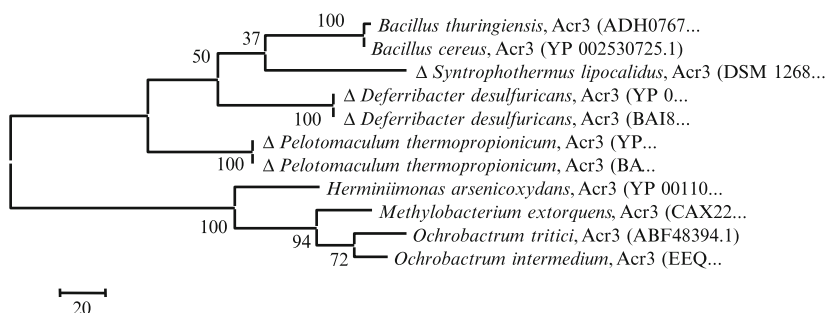 100
Bacillus thuringiensis, Acr3 (ADH0767...
37
Bacillus cereus, Acr3 (YP 002530725.1)
50
Δ Syntrophothermus lipocalidus, Acr3 (DSM 1268...
Δ Deferribacter desulfuricans, Acr3 (YP 0...
100
Δ Deferribacter desulfuricans, Acr3 (BAI8...
Δ Pelotomaculum thermopropionicum, Acr3 (YP...
100
Δ Pelotomaculum thermopropionicum, Acr3 (BA...
Herminiimonas arsenicoxydans, Acr3 (YP 00110...
100
Methylobacterium extorquens, Acr3 (CAX22...
94
Ochrobactrum tritici, Acr3 (ABF48394.1)
72
Ochrobactrum intermedium, Acr3 (EEQ...
20